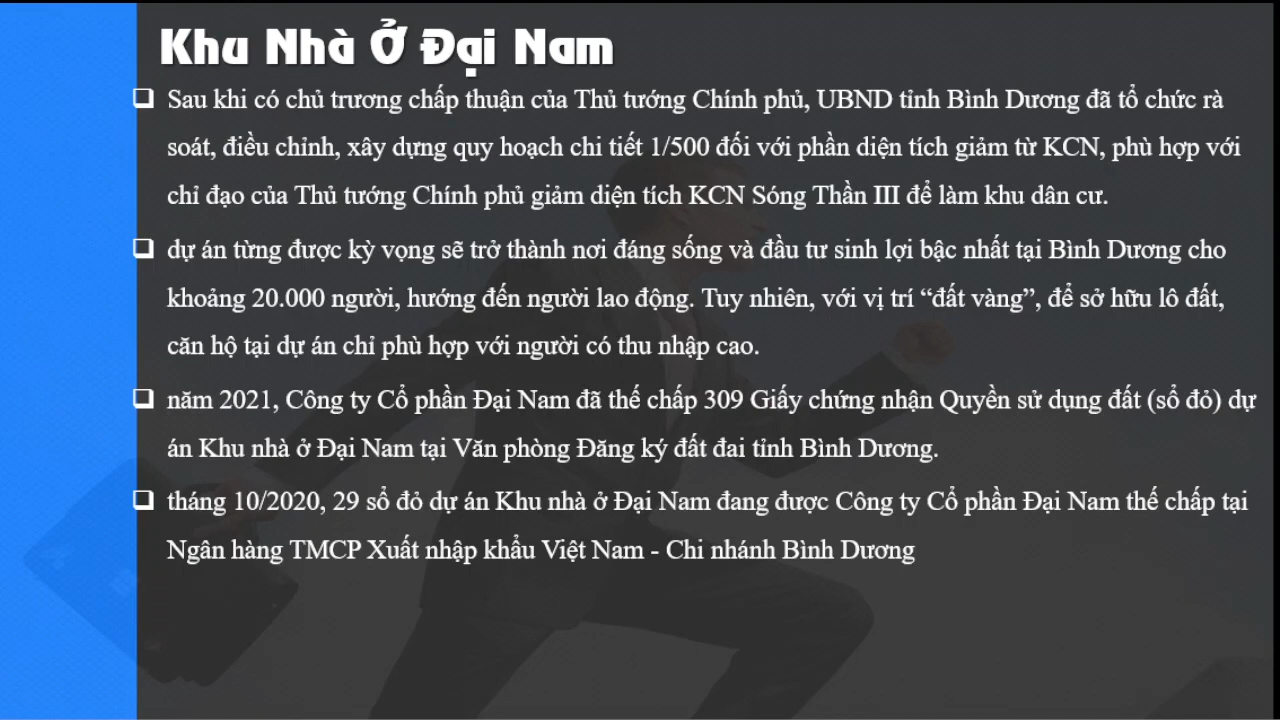 Khu Nhà Ở Đại Nam
❑ Sau khi có chủ trương chấp thuận của Thủ tướng Chính phủ, UBND tỉnh Bình Dương đã tổ chức rà
soát, điều chỉnh, xây dựng quy hoạch chi tiết 1/500 đối với phần diện tích giảm từ KCN, phù hợp với
chỉ đạo của Thủ tướng Chính phủ giảm diện tích KCN Sóng Thần III để làm khu dân cư.
❑ dự án từng được kỳ vọng sẽ trở thành nơi đáng sống và đầu tư sinh lợi bậc nhất tại Bình Dương cho
khoảng 20.000 người, hướng đến người lao động. Tuy nhiên, với vị trí “đất vàng”, để sở hữu lô đất,
căn hộ tại dự án chỉ phù hợp với người có thu nhập cao.
❑ năm 2021, Công ty Cổ phần Đại Nam đã thế chấp 309 Giấy chứng nhận Quyền sử dụng đất (sổ đỏ) dự
án Khu nhà ở Đại Nam tại Văn phòng Đăng ký đất đai tỉnh Bình Dương.
❑ tháng 10/2020, 29 sổ đỏ dự án Khu nhà ở Đại Nam đang được Công ty Cổ phần Đại Nam thế chấp tại
Ngân hàng TMCP Xuất nhập khẩu Việt Nam - Chi nhánh Bình Dương